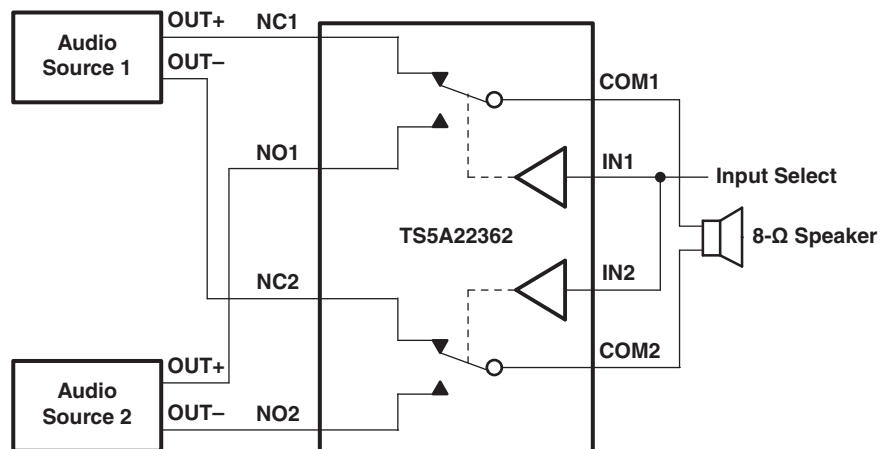 OUT+
NC1
Audio
Source 1
OUT–
COM1
NO1
IN1
Input Select
TS5A22362
8-Ω Speaker
NC2
IN2
OUT+
COM2
Audio
Source 2
OUT–
NO2